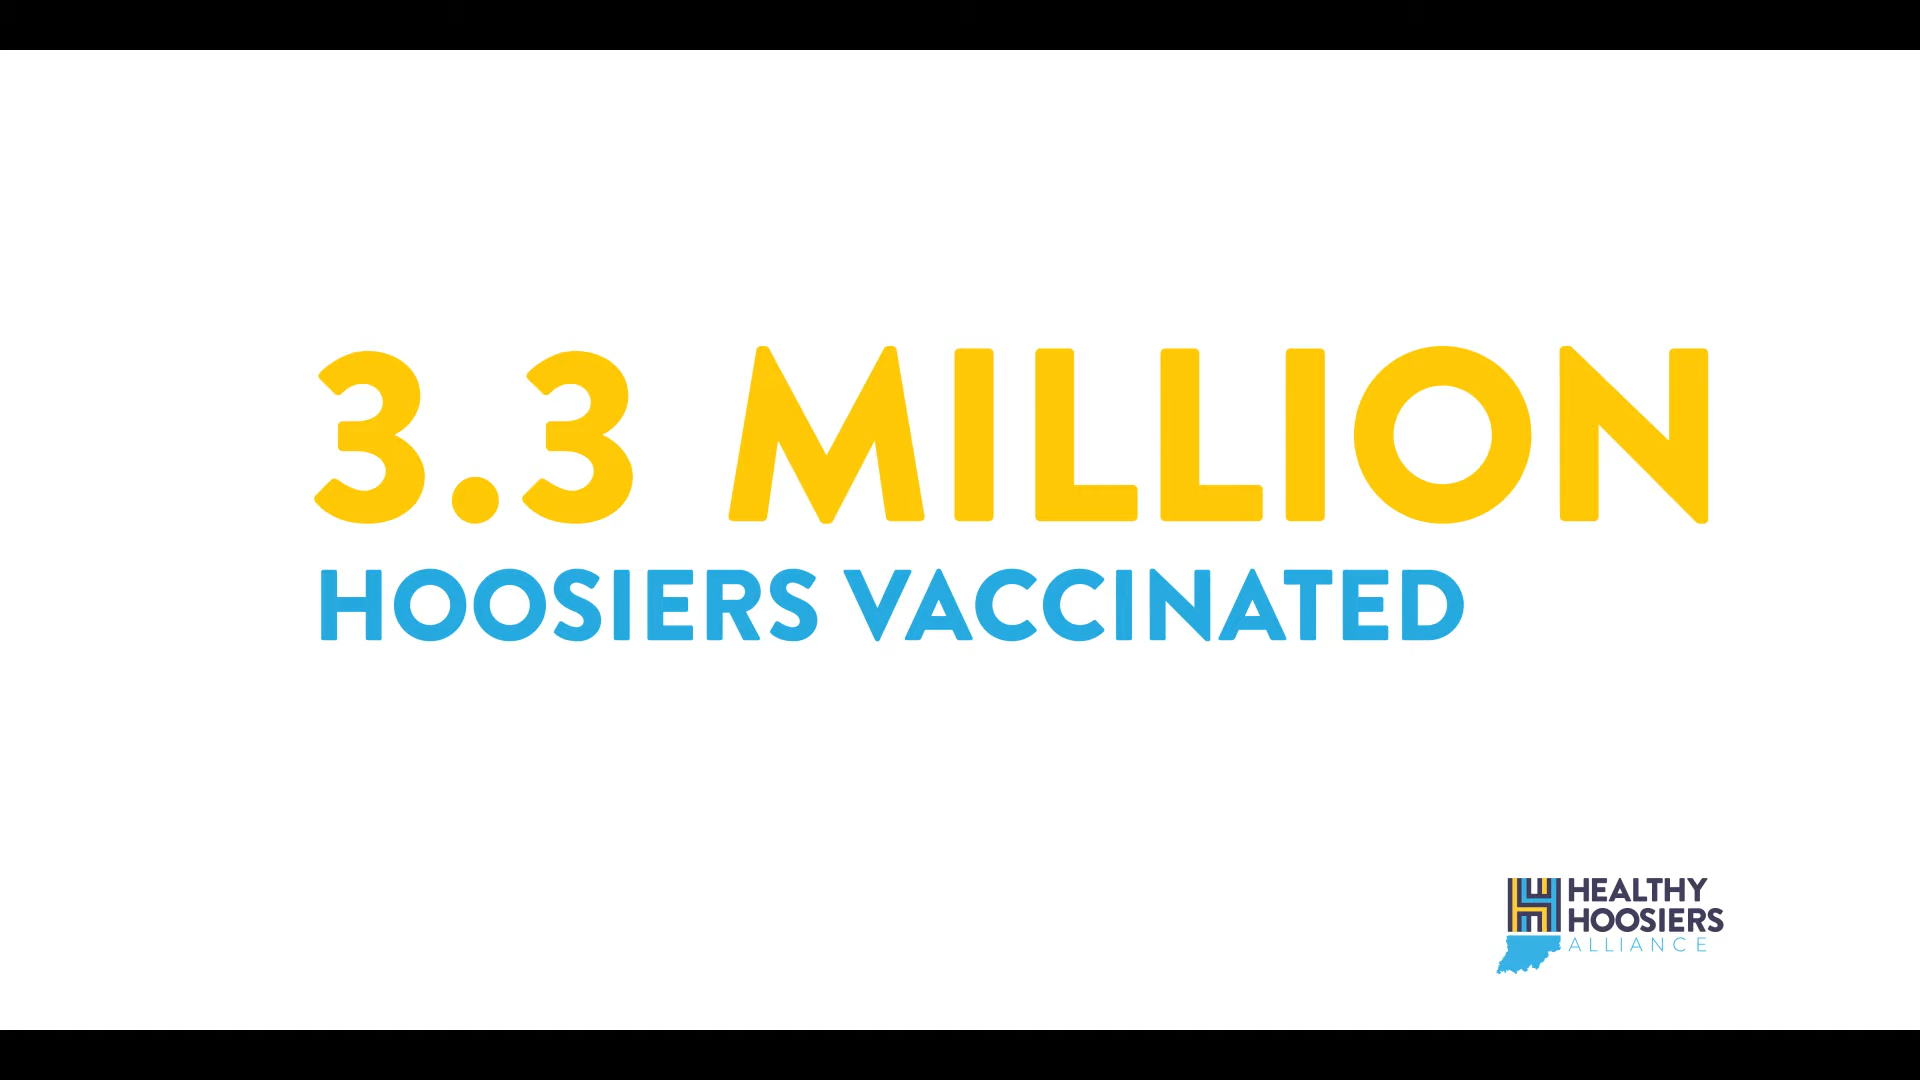 3.3 MILLION
HOOSIERS VACCINATED
HEALTHY
HOOSIERS
ALLIANCE